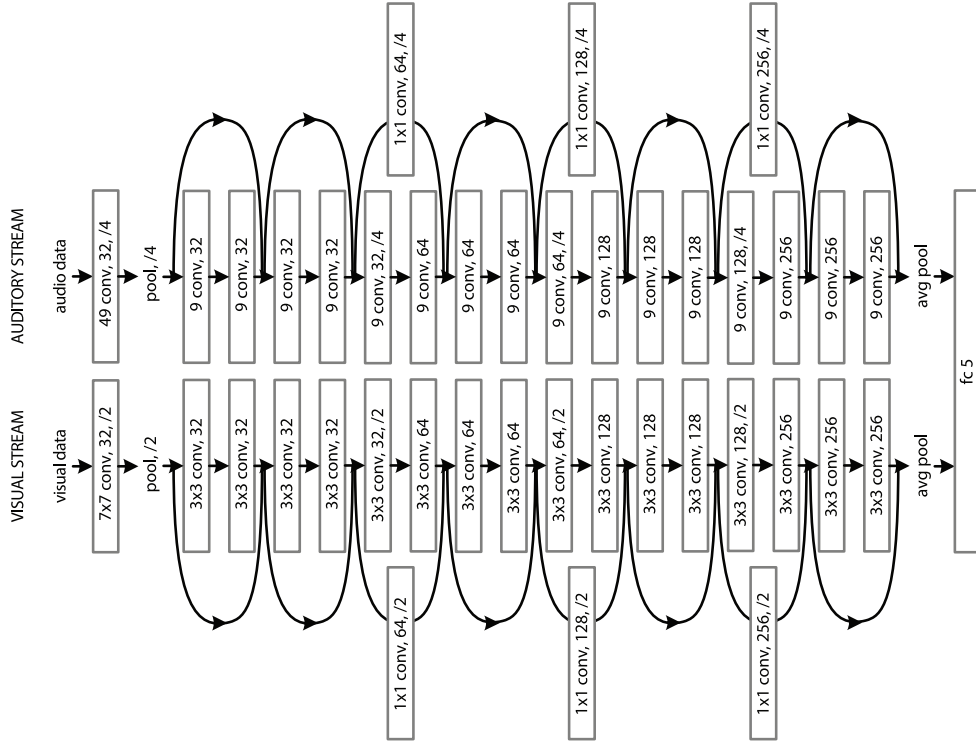 VISUAL STREAM
AUDITORY STREAM
visual data
audio data
7x7 conv, 32, /2
49 conv, 32, /4
pool, /2
pool, /4
3x3 conv, 32
9 conv, 32
3x3 conv, 32
9 conv, 32
3x3 conv, 32
9 conv, 32
3x3 conv, 32
9 conv, 32
3x3 conv, 32, /2
9 conv, 32, /4
1x1 conv, 64, /2
1x1 conv, 64, /4
3x3 conv, 64
9 conv, 64
3x3 conv, 64
9 conv, 64
3x3 conv, 64
9 conv, 64
3x3 conv, 64, /2
9 conv, 64, /4
1x1 conv, 128, /2
1x1 conv, 128, /4
3x3 conv, 128
9 conv, 128
3x3 conv, 128
9 conv, 128
3x3 conv, 128
9 conv, 128
3x3 conv, 128, /2
9 conv, 128, /4
1x1 conv, 256, /2
1x1 conv, 256, /4
3x3 conv, 256
9 conv, 256
3x3 conv, 256
9 conv, 256
3x3 conv, 256
9 conv, 256
avg pool
avg pool
fc 5